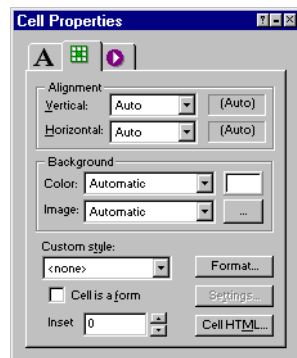 Cell Properties
A
Alignment
Vertical: Auto (Auto)
Horizontal: Auto (Auto)
Background
Color: Automatic
Image: Automatic ...
Custom style:
<none> Format...
Cell is a form Settings...
Inset 0 Cell HTML...